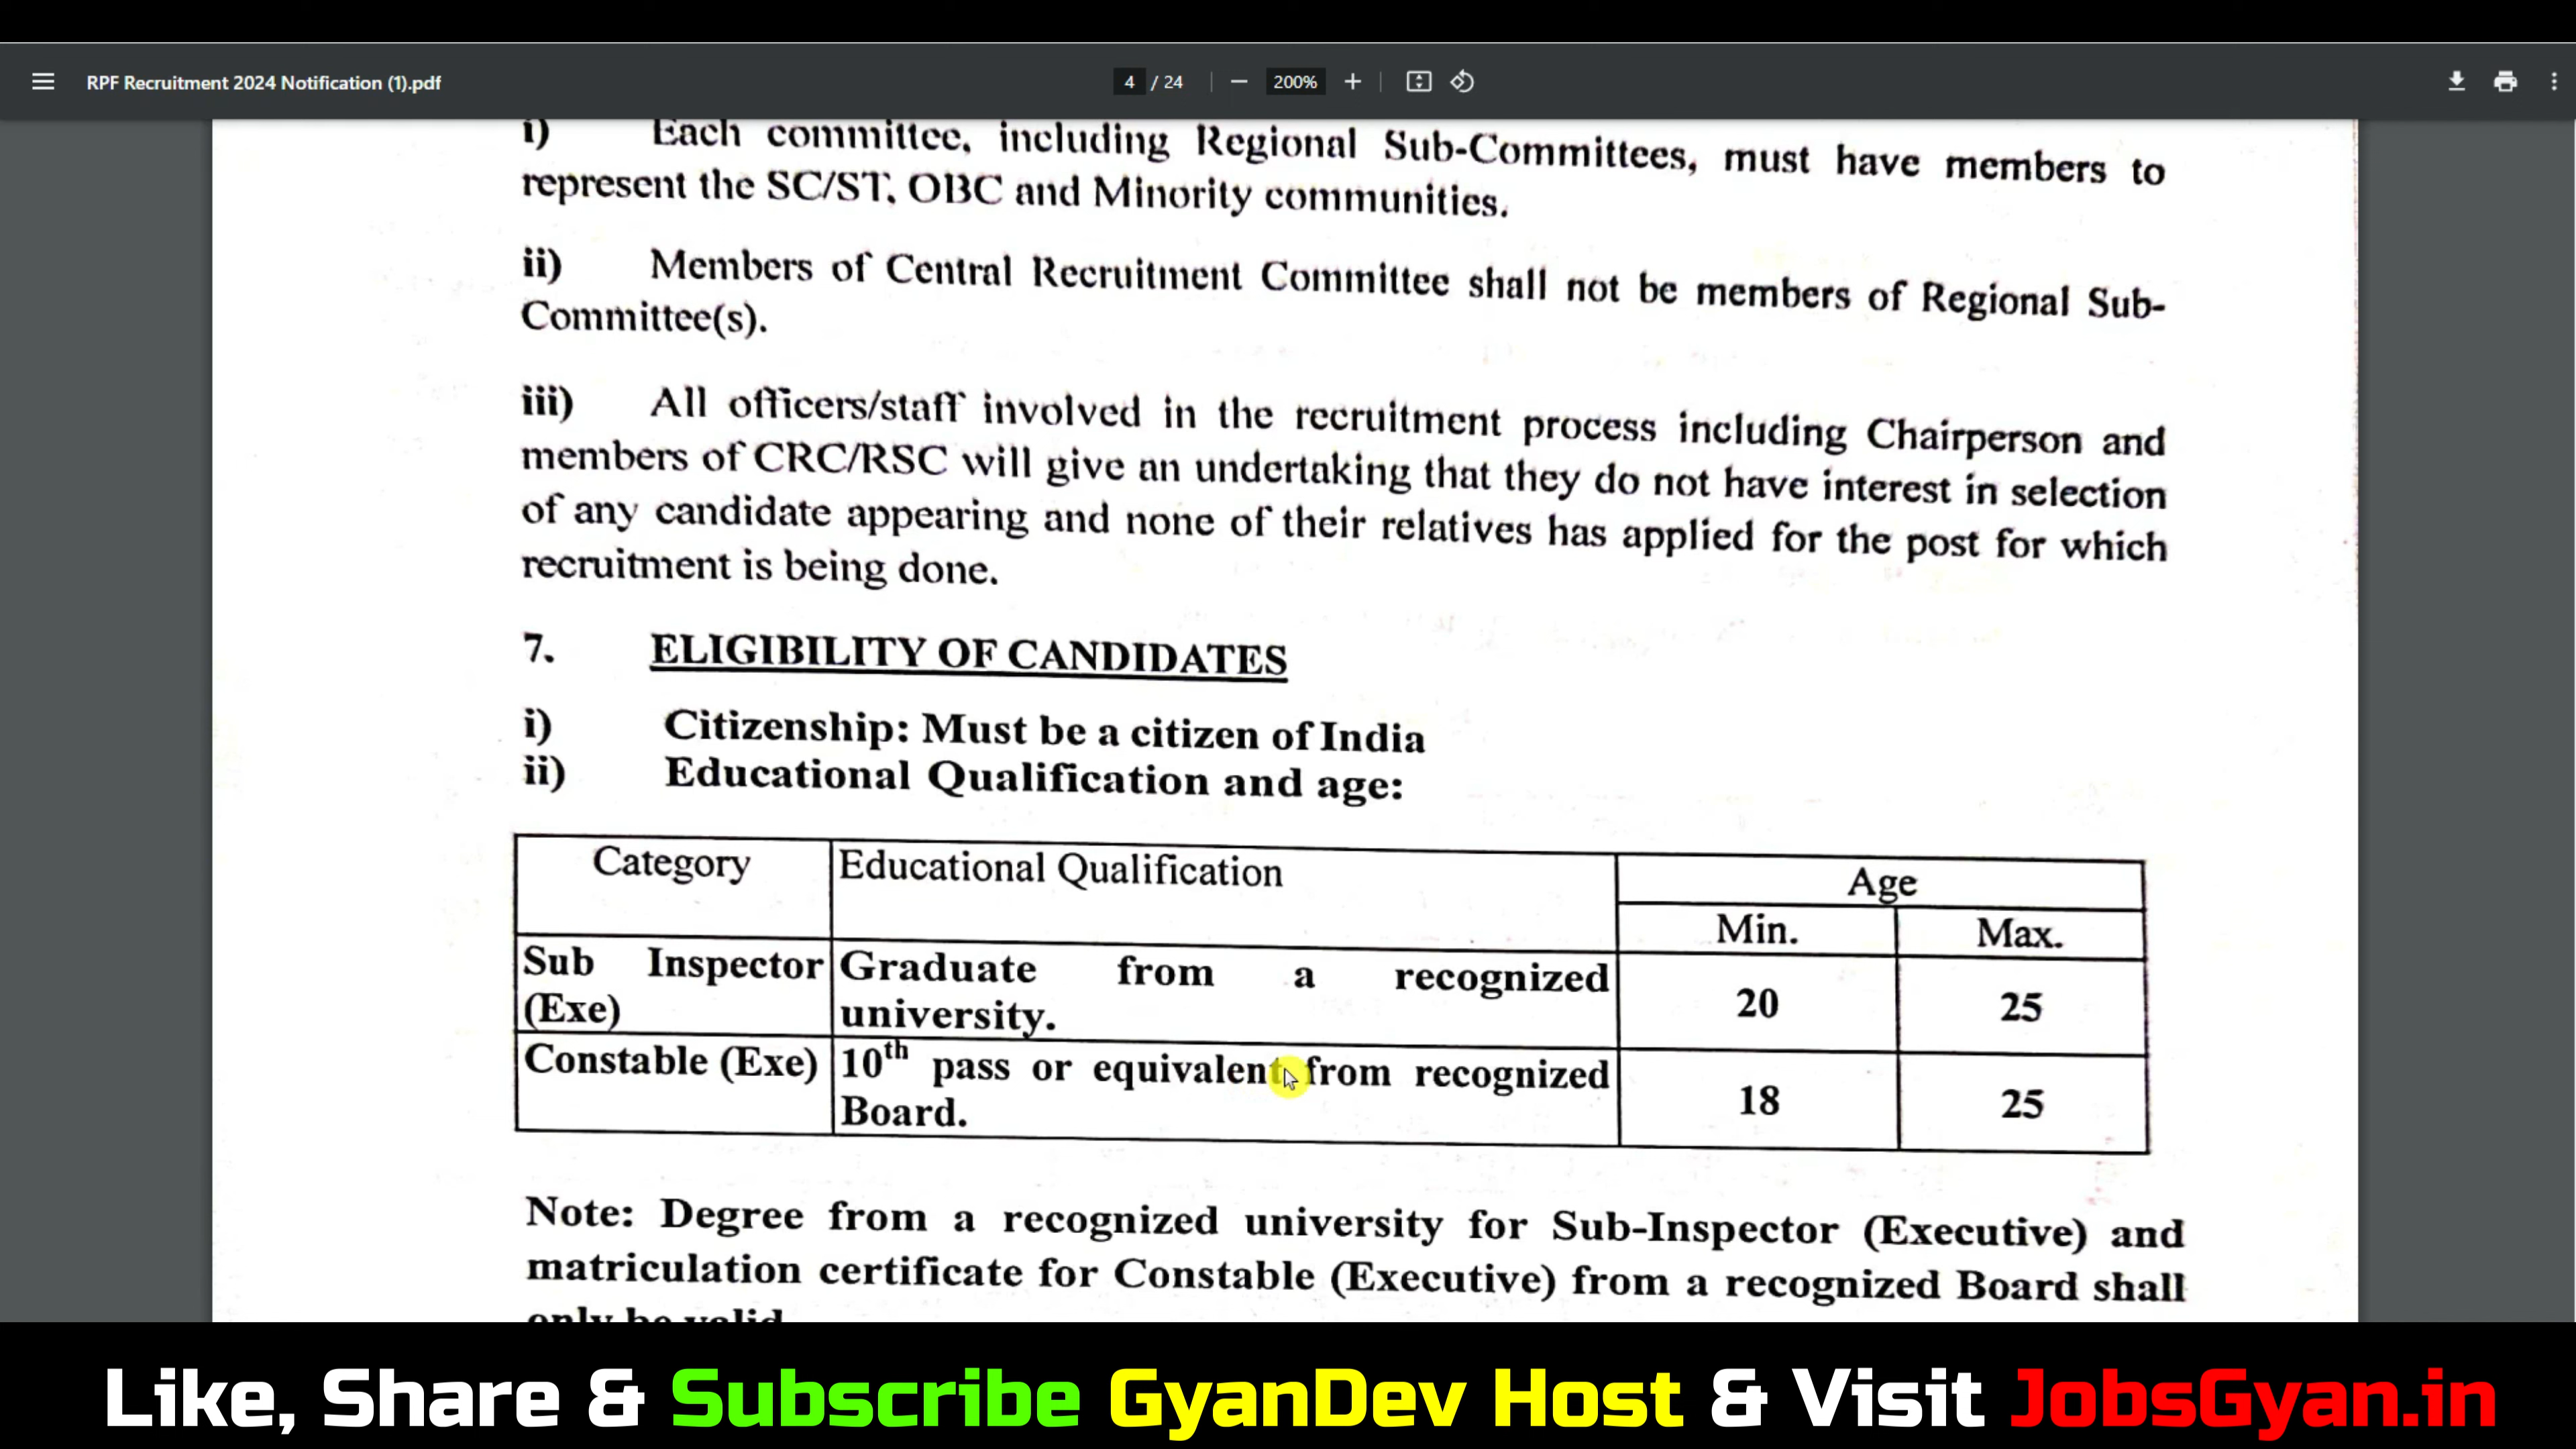 RPF Recruitment 2024 Notification (1).pdf
4 / 24
200%
i) Each committee, including Regional Sub-Committees, must have members to
represent the SC/ST, OBC and Minority communities.
ii) Members of Central Recruitment Committee shall not be members of Regional Sub-
Committee(s).
iii) All officers/staff involved in the recruitment process including Chairperson and
members of CRC/RSC will give an undertaking that they do not have interest in selection
of any candidate appearing and none of their relatives has applied for the post for which
recruitment is being done.
7. ELIGIBILITY OF CANDIDATES
i) Citizenship: Must be a citizen of India
ii) Educational Qualification and age:
Category Educational Qualification Age
Min. Max.
Sub Inspector Graduate from a recognized
(Exe) university. 20 25
Constable (Exe) 10th pass or equivalent from recognized
Board. 18 25
Note: Degree from a recognized university for Sub-Inspector (Executive) and
matriculation certificate for Constable (Executive) from a recognized Board shall
only be valid
Like, Share & Subscribe GyanDev Host & Visit JobsGyan.in